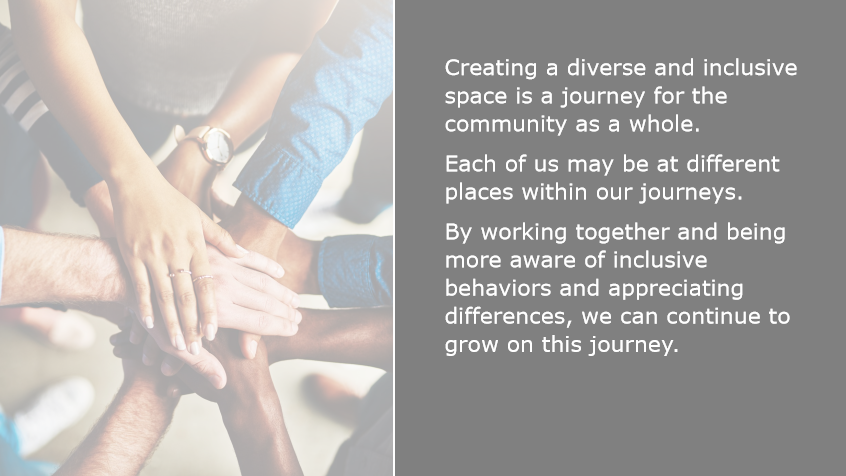 Creating a diverse and inclusive
space is a journey for the
community as a whole.
Each of us may be at different
places within our journeys.
By working together and being
more aware of inclusive
behaviors and appreciating
differences, we can continue to
grow on this journey.